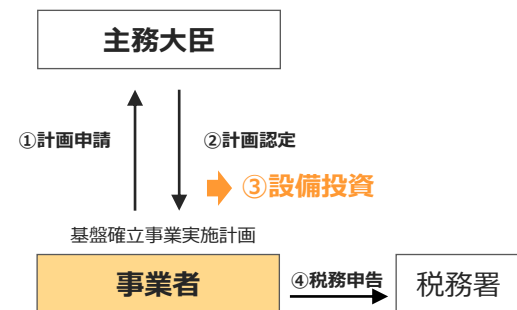 主務大臣
①計画申請
②計画認定
③設備投資
基盤確立事業実施計画
事業者
④税務申告
税務署